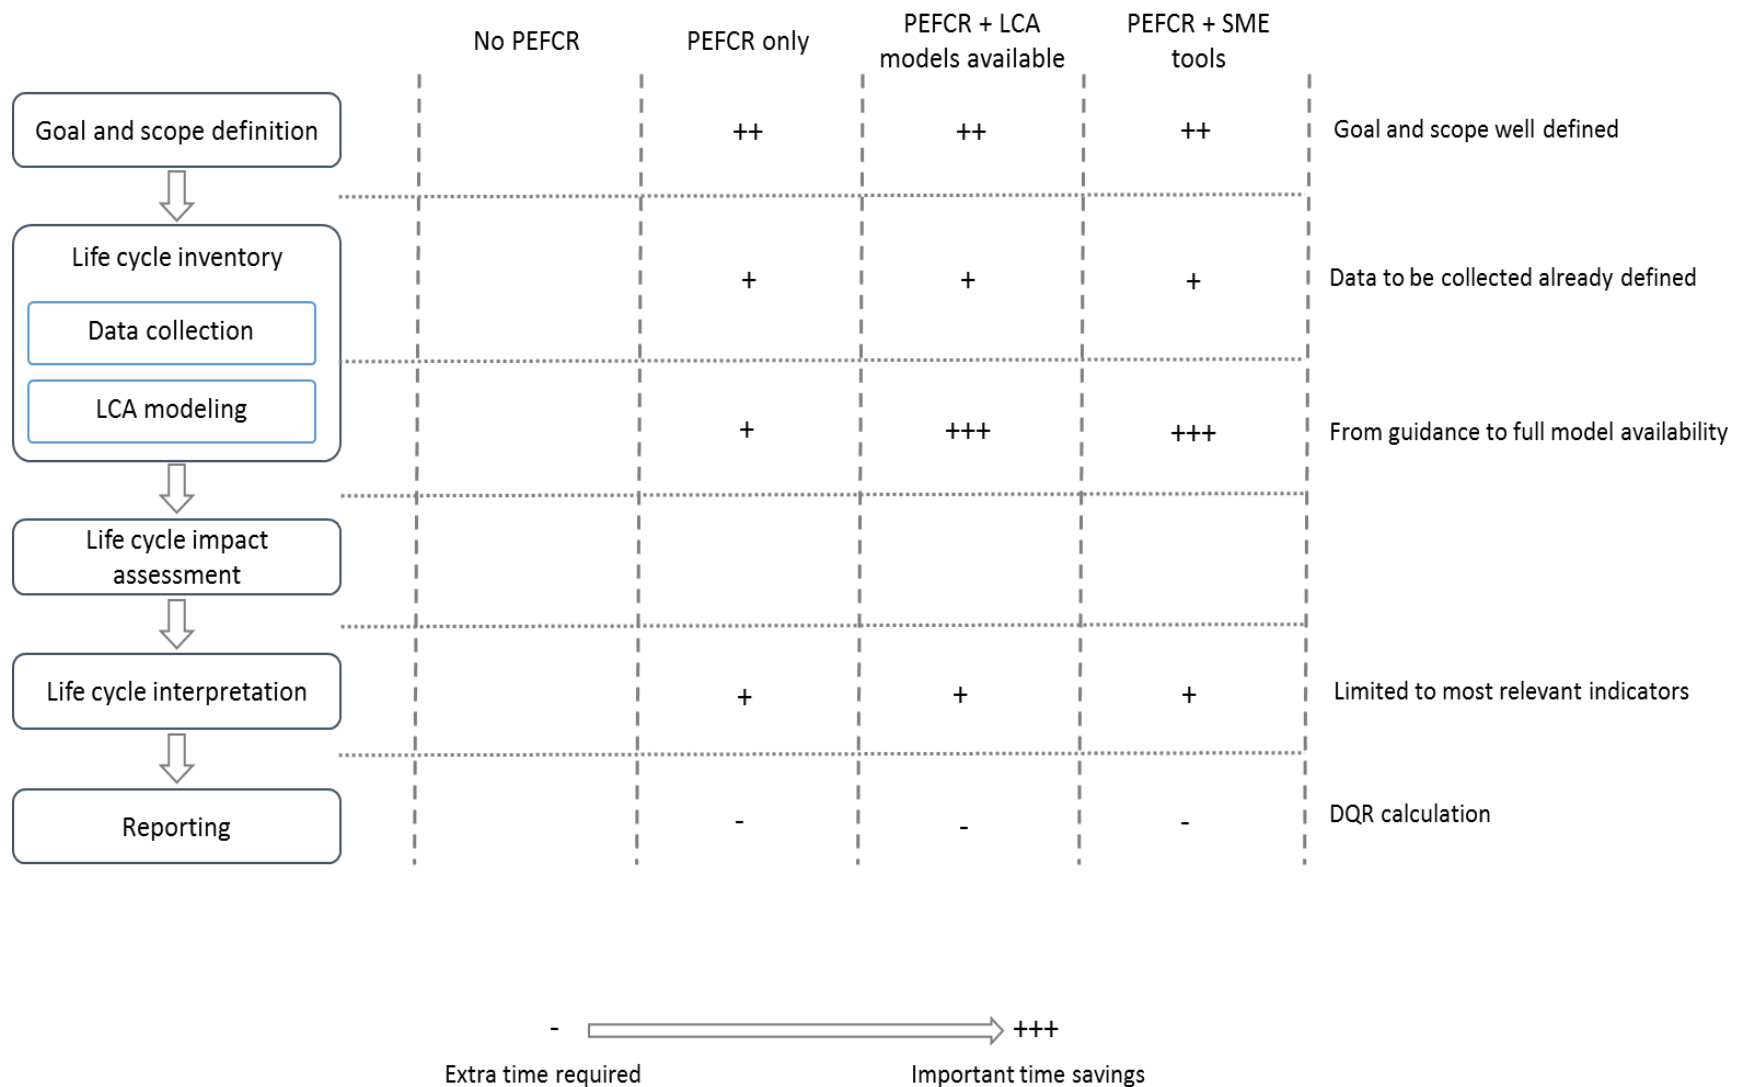 No PEFCR
PEFCR only
PEFCR + LCA
models available
PEFCR + SME
tools
Goal and scope definition
++
++
++
Goal and scope well defined
Life cycle inventory
Data collection
+
+
+
Data to be collected already defined
LCA modeling
+
+++
+++
From guidance to full model availability
Life cycle impact
assessment
Life cycle interpretation
+
+
+
Limited to most relevant indicators
Reporting
-
-
-
DQR calculation
-
+++
Extra time required
Important time savings